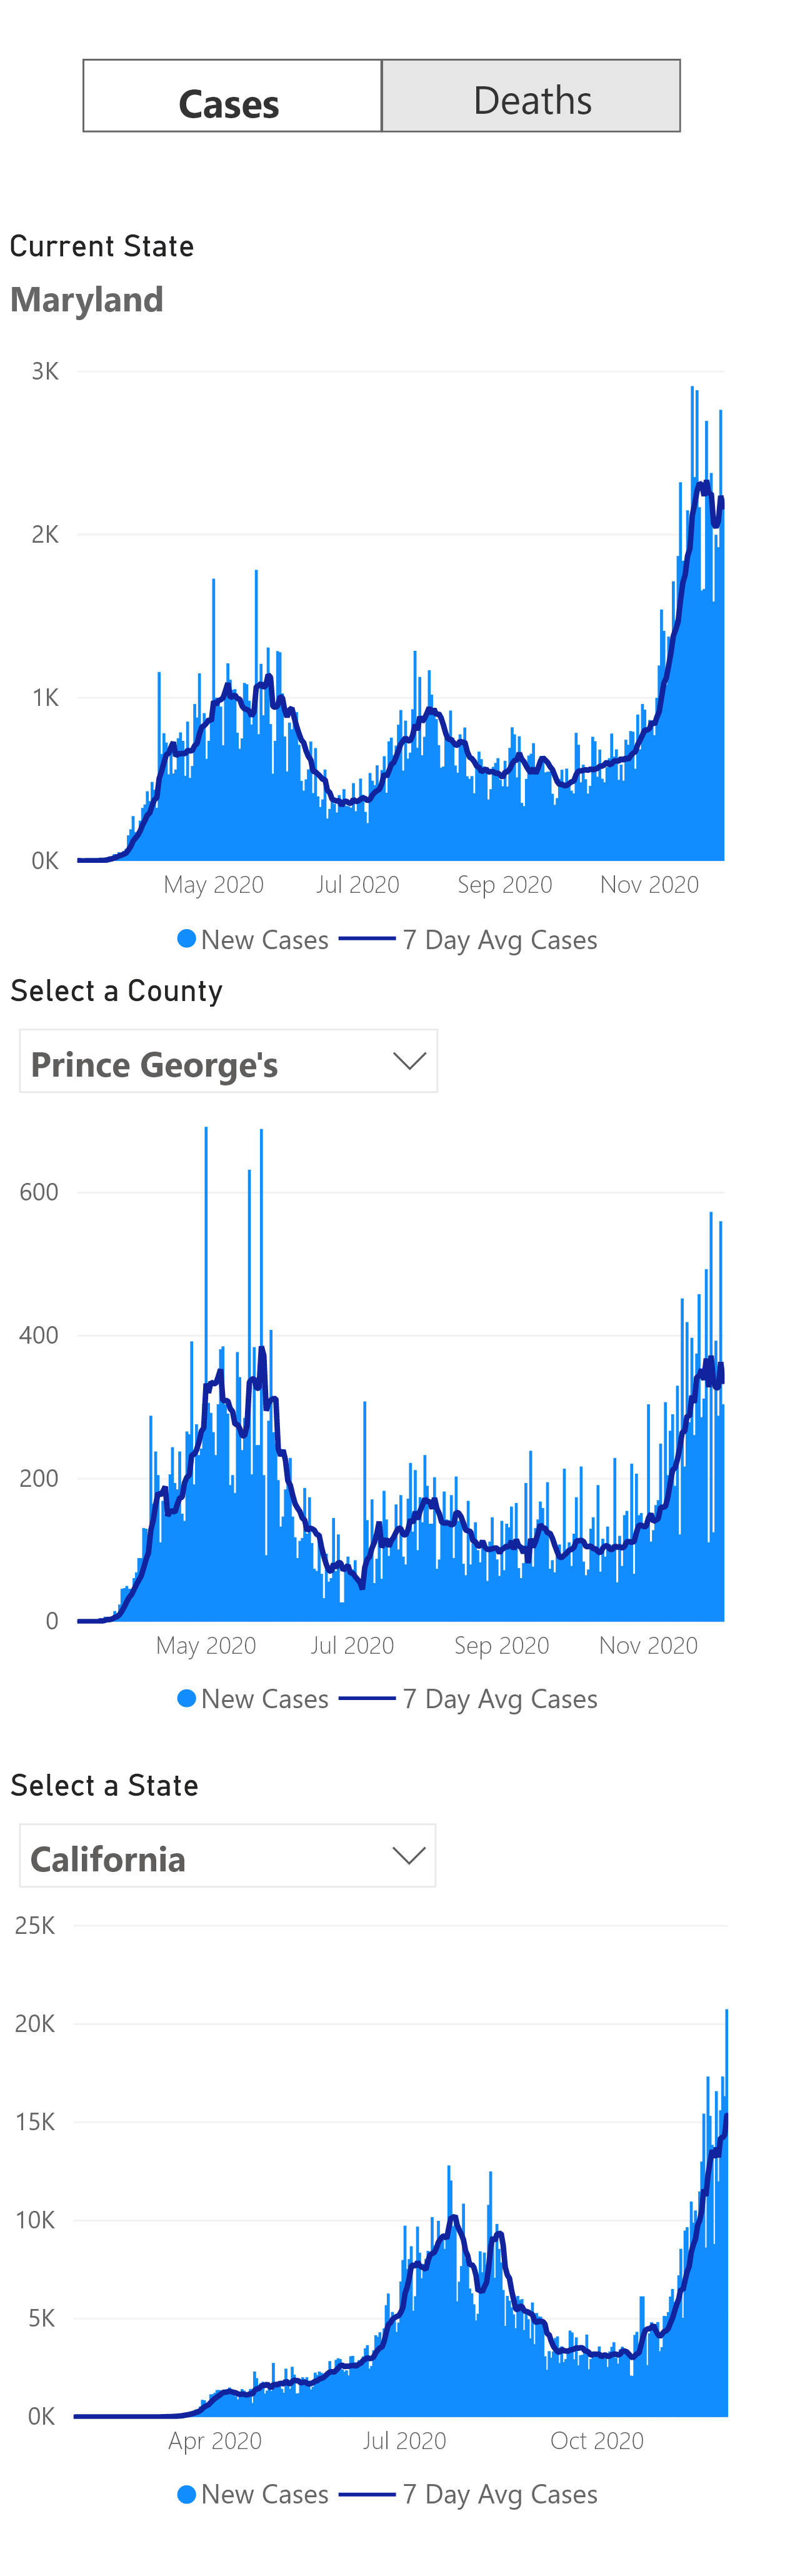 Cases Deaths
Current State
Maryland
3K
2K
1K
0K
May 2020 Jul 2020 Sep 2020 Nov 2020
New Cases 7 Day Avg Cases
Select a County
Prince George's
600
400
200
0
May 2020 Jul 2020 Sep 2020 Nov 2020
New Cases 7 Day Avg Cases
Select a State
California
25K
20K
15K
10K
5K
0K
Apr 2020 Jul 2020 Oct 2020
New Cases 7 Day Avg Cases